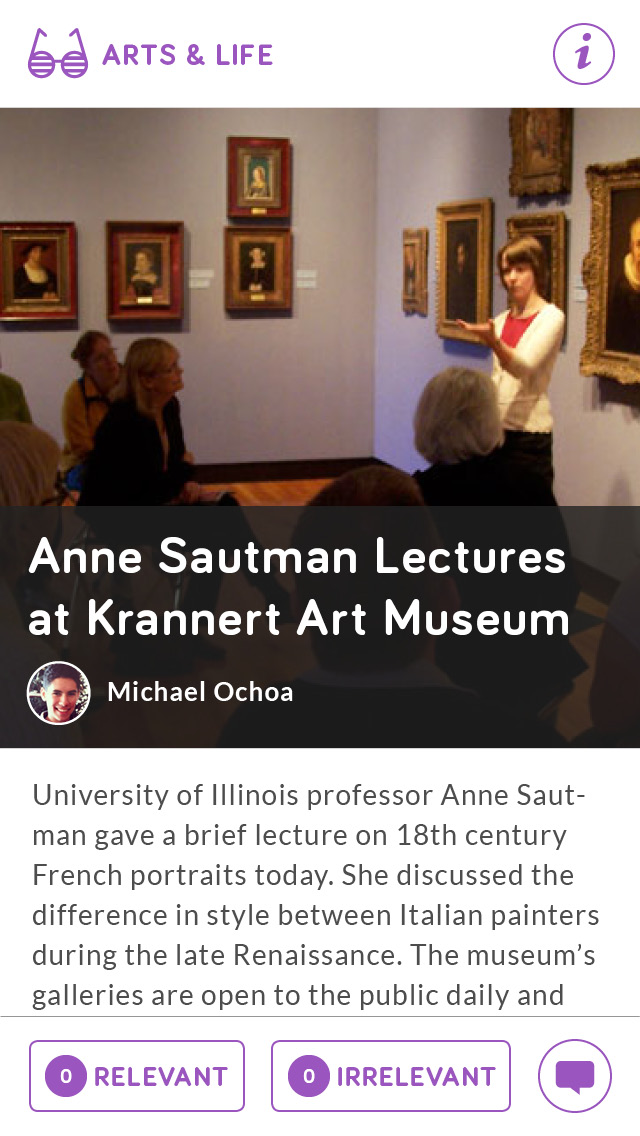 ARTS & LIFE
i
Anne Sautman Lectures
at Krannert Art Museum
Michael Ochoa
University of Illinois professor Anne Saut-
man gave a brief lecture on 18th century
French portraits today. She discussed the
difference in style between Italian painters
during the late Renaissance. The museum’s
galleries are open to the public daily and
0 RELEVANT
0 IRRELEVANT